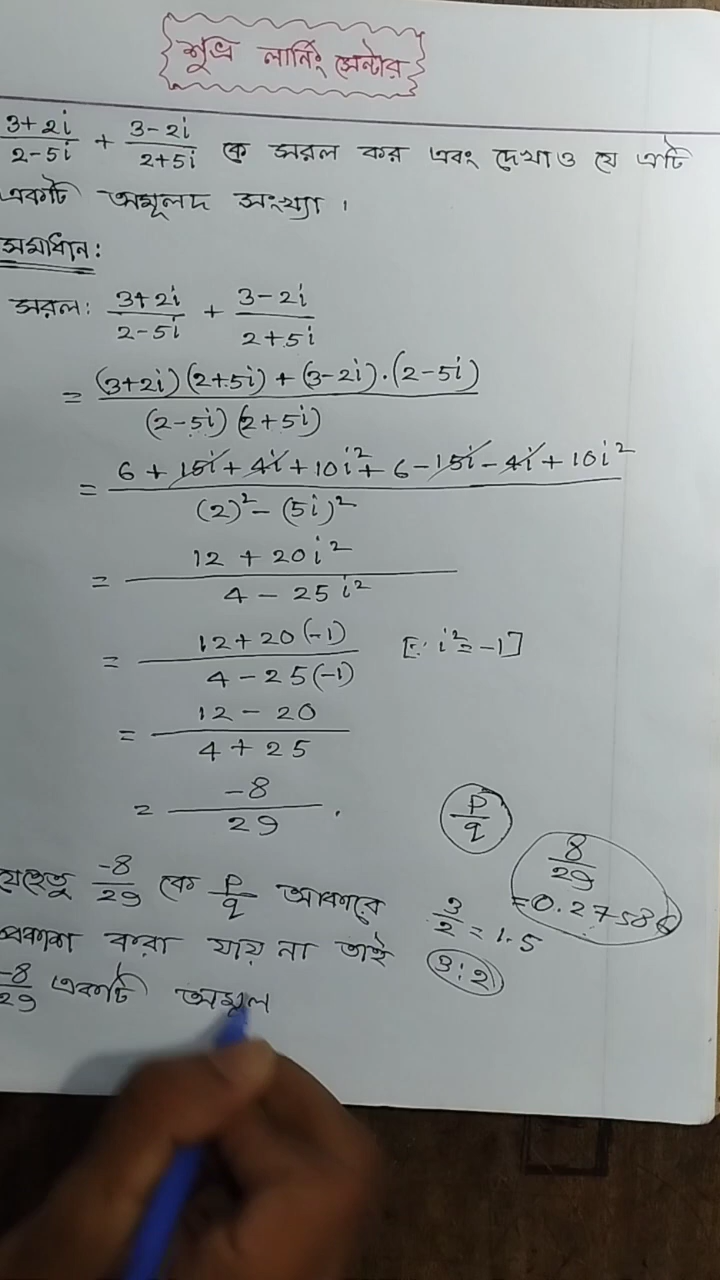 শুভ্র লার্নিং সেন্টার
3+2i/2-5i + 3-2i/2+5i কে সরল কর এবং দেখাও যে এটি
একটি অমূলদ সংখ্যা।
সমাধান:
সরল: 3+2i/2-5i + 3-2i/2+5i
= (3+2i)(2+5i)+(3-2i).(2-5i)/(2-5i)(2+5i)
= 6+15i+4i+10i²+6-15i-4i+10i²/(2)²-(5i)²
= 12+20i²/4-25i²
= 12+20(-1)/4-25(-1) [∵ i²=-1]
= 12-20/4+25
= -8/29 .
p/q
8/29
=0.27586
যেহেতু -8/29 কে p/q আকারে
3/2 = 1.5
প্রকাশ করা যায় না তাই
3:2
-8/29 একটি অমূল